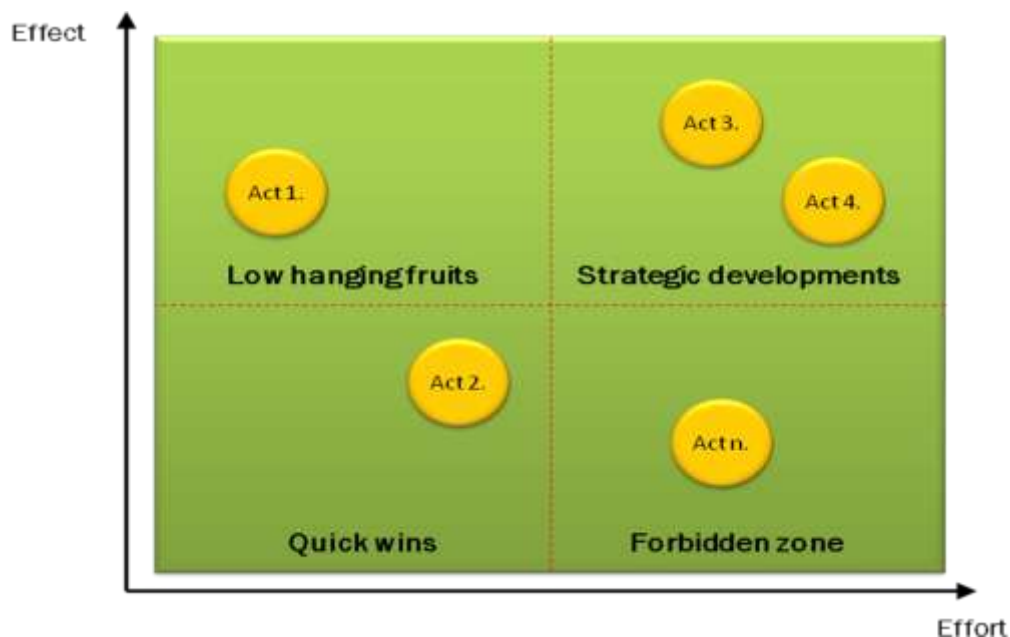 Effect
Act 3.
Act 1.
Act 4.
Low hanging fruits
Strategic developments
Act 2.
Act n.
Quick wins
Forbidden zone
Effort